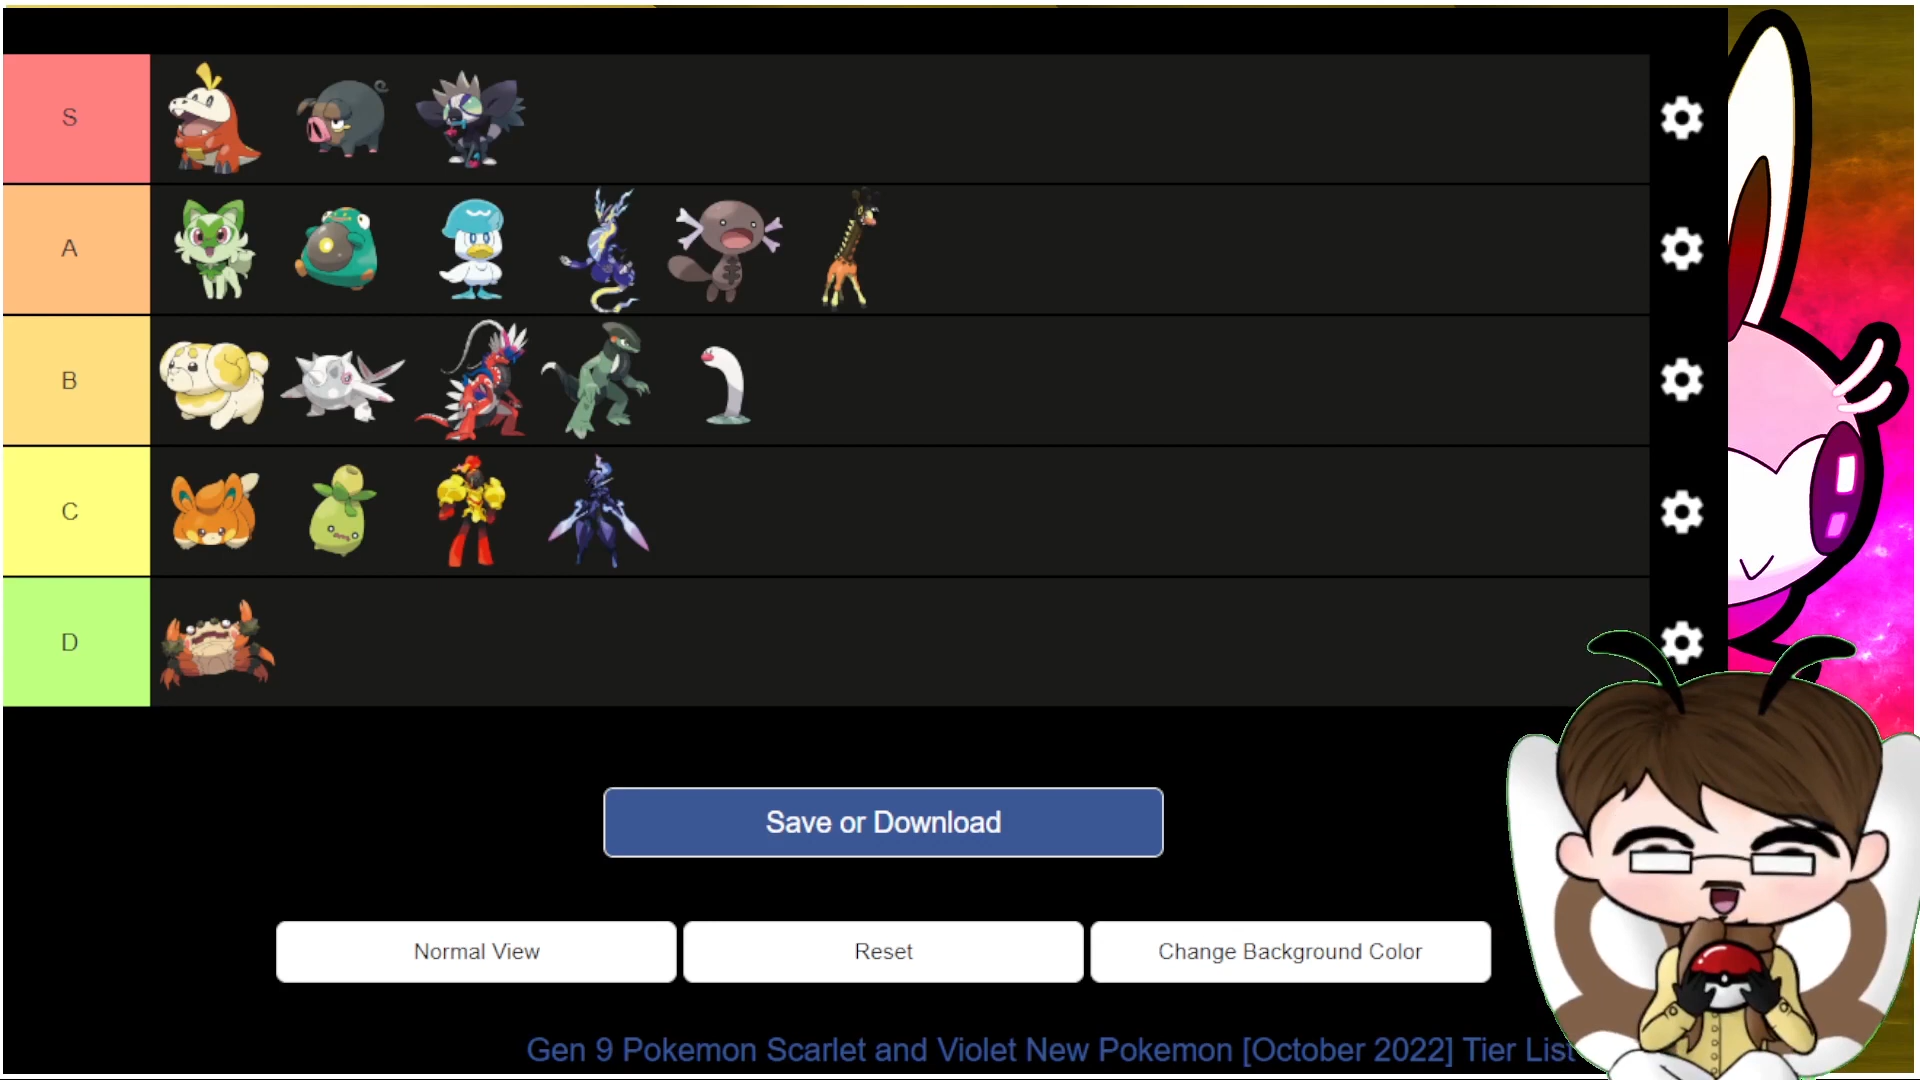 S
A
B
C
D
Save or Download
Normal View
Reset
Change Background Color
Gen 9 Pokemon Scarlet and Violet New Pokemon [October 2022] Tier List